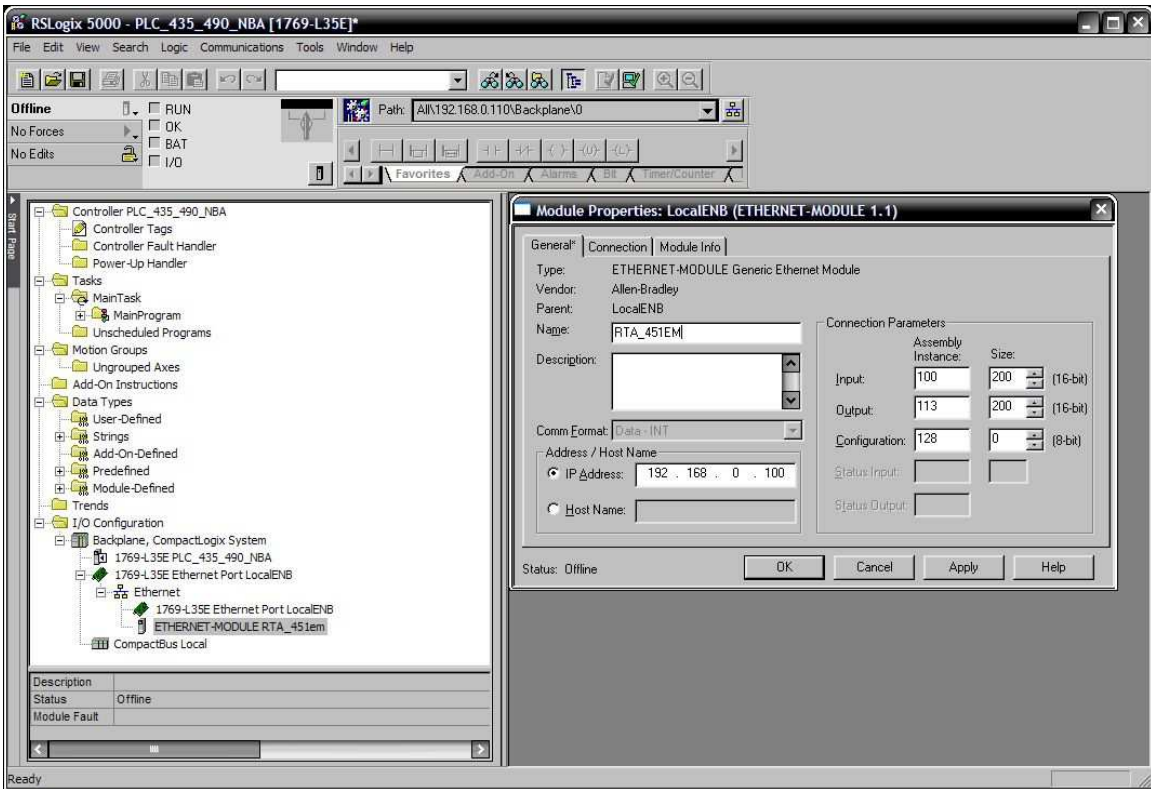 RSLogix 5000 - PLC_435_490_NBA [1769-L35E]*
File Edit View Search Logic Communications Tools Window Help
Offline
RUN
No Forces
OK
BAT
No Edits
I/O
Path: All\192.168.0.110\Backplane\0
Favorites Add-On Alarms Bit Timer/Counter
Start Page
Controller PLC_435_490_NBA
Controller Tags
Controller Fault Handler
Power-Up Handler
Tasks
MainTask
MainProgram
Unscheduled Programs
Motion Groups
Ungrouped Axes
Add-On Instructions
Data Types
User-Defined
Strings
Add-On-Defined
Predefined
Module-Defined
Trends
I/O Configuration
Backplane, CompactLogix System
1769-L35E PLC_435_490_NBA
1769-L35E Ethernet Port LocalENB
Ethernet
1769-L35E Ethernet Port LocalENB
ETHERNET-MODULE RTA_451em
CompactBus Local
Description
Status Offline
Module Fault
Module Properties: LocalENB (ETHERNET-MODULE 1.1)
General* Connection Module Info
Type: ETHERNET-MODULE Generic Ethernet Module
Vendor: Allen-Bradley
Parent: LocalENB
Name: RTA_451EM
Description:
Comm Format: Data - INT
Address / Host Name
IP Address: 192 . 168 . 0 . 100
Host Name:
Connection Parameters
Assembly Instance: Size:
Input: 100 200 (16-bit)
Output: 113 200 (16-bit)
Configuration: 128 0 (8-bit)
Status Input:
Status Output:
Status: Offline
OK Cancel Apply Help
Ready